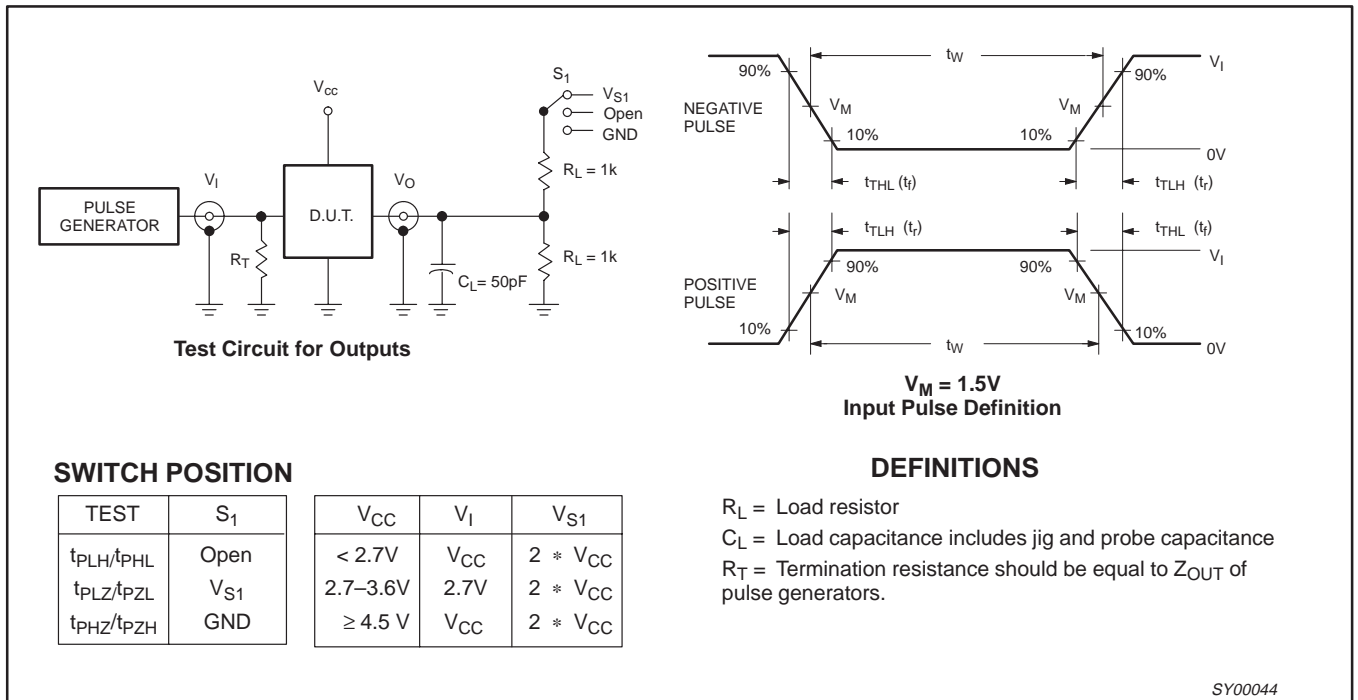 Test Circuit for Outputs
PULSE
GENERATOR
VI
RT
VCC
D.U.T.
VO
CL= 50pF
S1
VS1
Open
GND
RL = 1k
RL = 1k
NEGATIVE
PULSE
90%
VM
10%
tW
10%
VM
90%
VI
0V
tTHL (tf)
tTLH (tr)
tTLH (tr)
tTHL (tf)
POSITIVE
PULSE
10%
VM
90%
90%
VM
10%
VI
tW
0V
VM = 1.5V
Input Pulse Definition
SWITCH POSITION
TEST S1
tPLH/tPHL Open
tPLZ/tPZL VS1
tPHZ/tPZH GND
VCC VI VS1
< 2.7V VCC 2 * VCC
2.7–3.6V 2.7V 2 * VCC
≥ 4.5 V VCC 2 * VCC
DEFINITIONS
RL = Load resistor
CL = Load capacitance includes jig and probe capacitance
RT = Termination resistance should be equal to ZOUT of
pulse generators.
SY00044